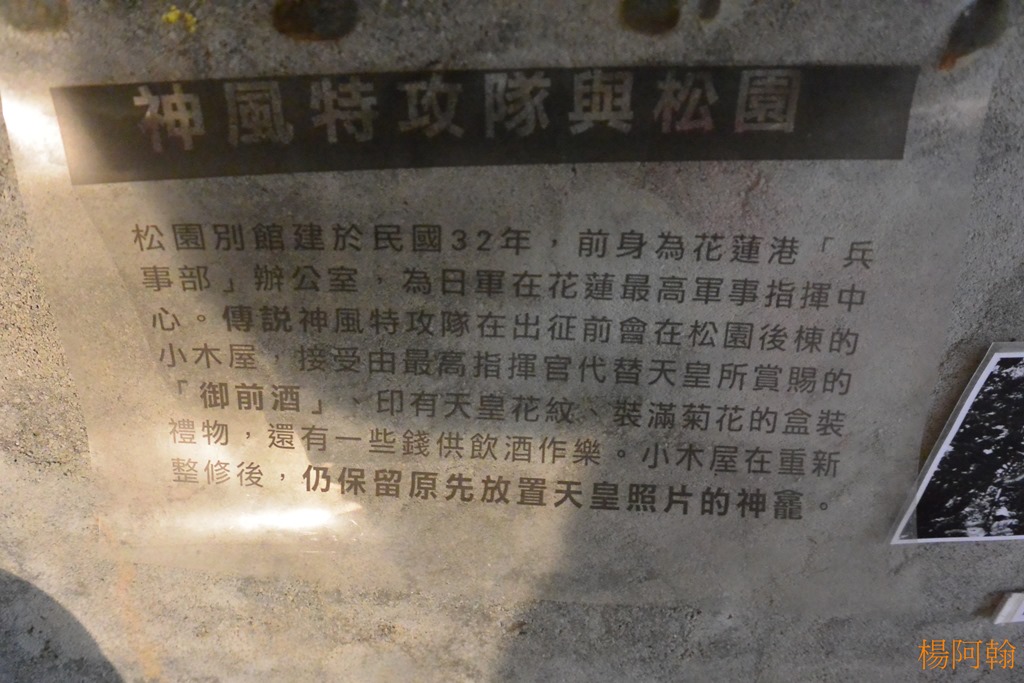 神風特攻隊與松園
松園別館建於民國32年，前身為花蓮港「兵
事部」辦公室，為日軍在花蓮最高軍事指揮中
心。傳說神風特攻隊在出征前會在松園後棟的
小木屋，接受由最高指揮官代替天皇所賞賜的
「御前酒」、印有天皇花紋、裝滿菊花的盒裝
禮物，還有一些錢供飲酒作樂。小木屋在重新
整修後，仍保留原先放置天皇照片的神龕。
楊阿翰